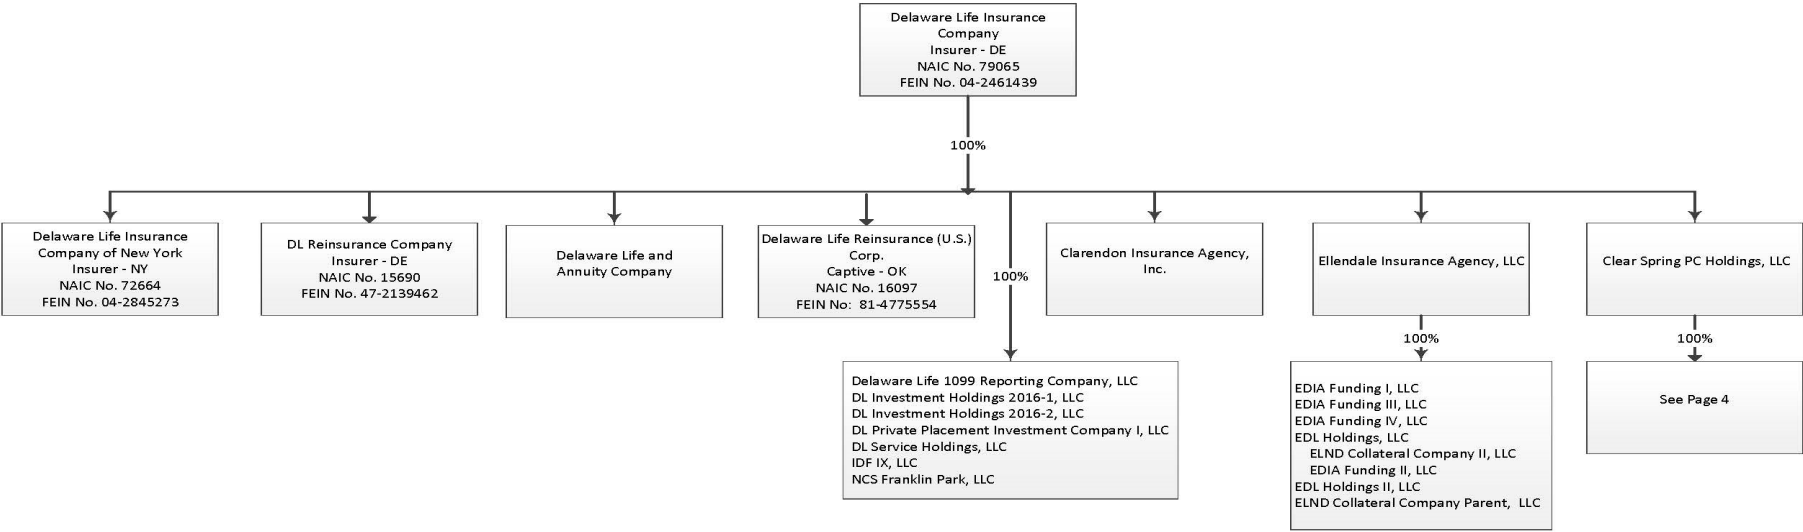 Delaware Life Insurance
Company
Insurer - DE
NAIC No. 79065
FEIN No. 04-2461439
100%
Delaware Life Insurance
Company of New York
Insurer - NY
NAIC No. 72664
FEIN No. 04-2845273
DL Reinsurance Company
Insurer - DE
NAIC No. 15690
FEIN No. 47-2139462
Delaware Life and
Annuity Company
Delaware Life Reinsurance (U.S.)
Corp.
Captive - OK
NAIC No. 16097
FEIN No: 81-4775554
100%
Clarendon Insurance Agency,
Inc.
Ellendale Insurance Agency, LLC
Clear Spring PC Holdings, LLC
100%
100%
Delaware Life 1099 Reporting Company, LLC
DL Investment Holdings 2016-1, LLC
DL Investment Holdings 2016-2, LLC
DL Private Placement Investment Company I, LLC
DL Service Holdings, LLC
IDF IX, LLC
NCS Franklin Park, LLC
EDIA Funding I, LLC
EDIA Funding III, LLC
EDIA Funding IV, LLC
EDL Holdings, LLC
ELND Collateral Company II, LLC
EDIA Funding II, LLC
EDL Holdings II, LLC
ELND Collateral Company Parent, LLC
See Page 4